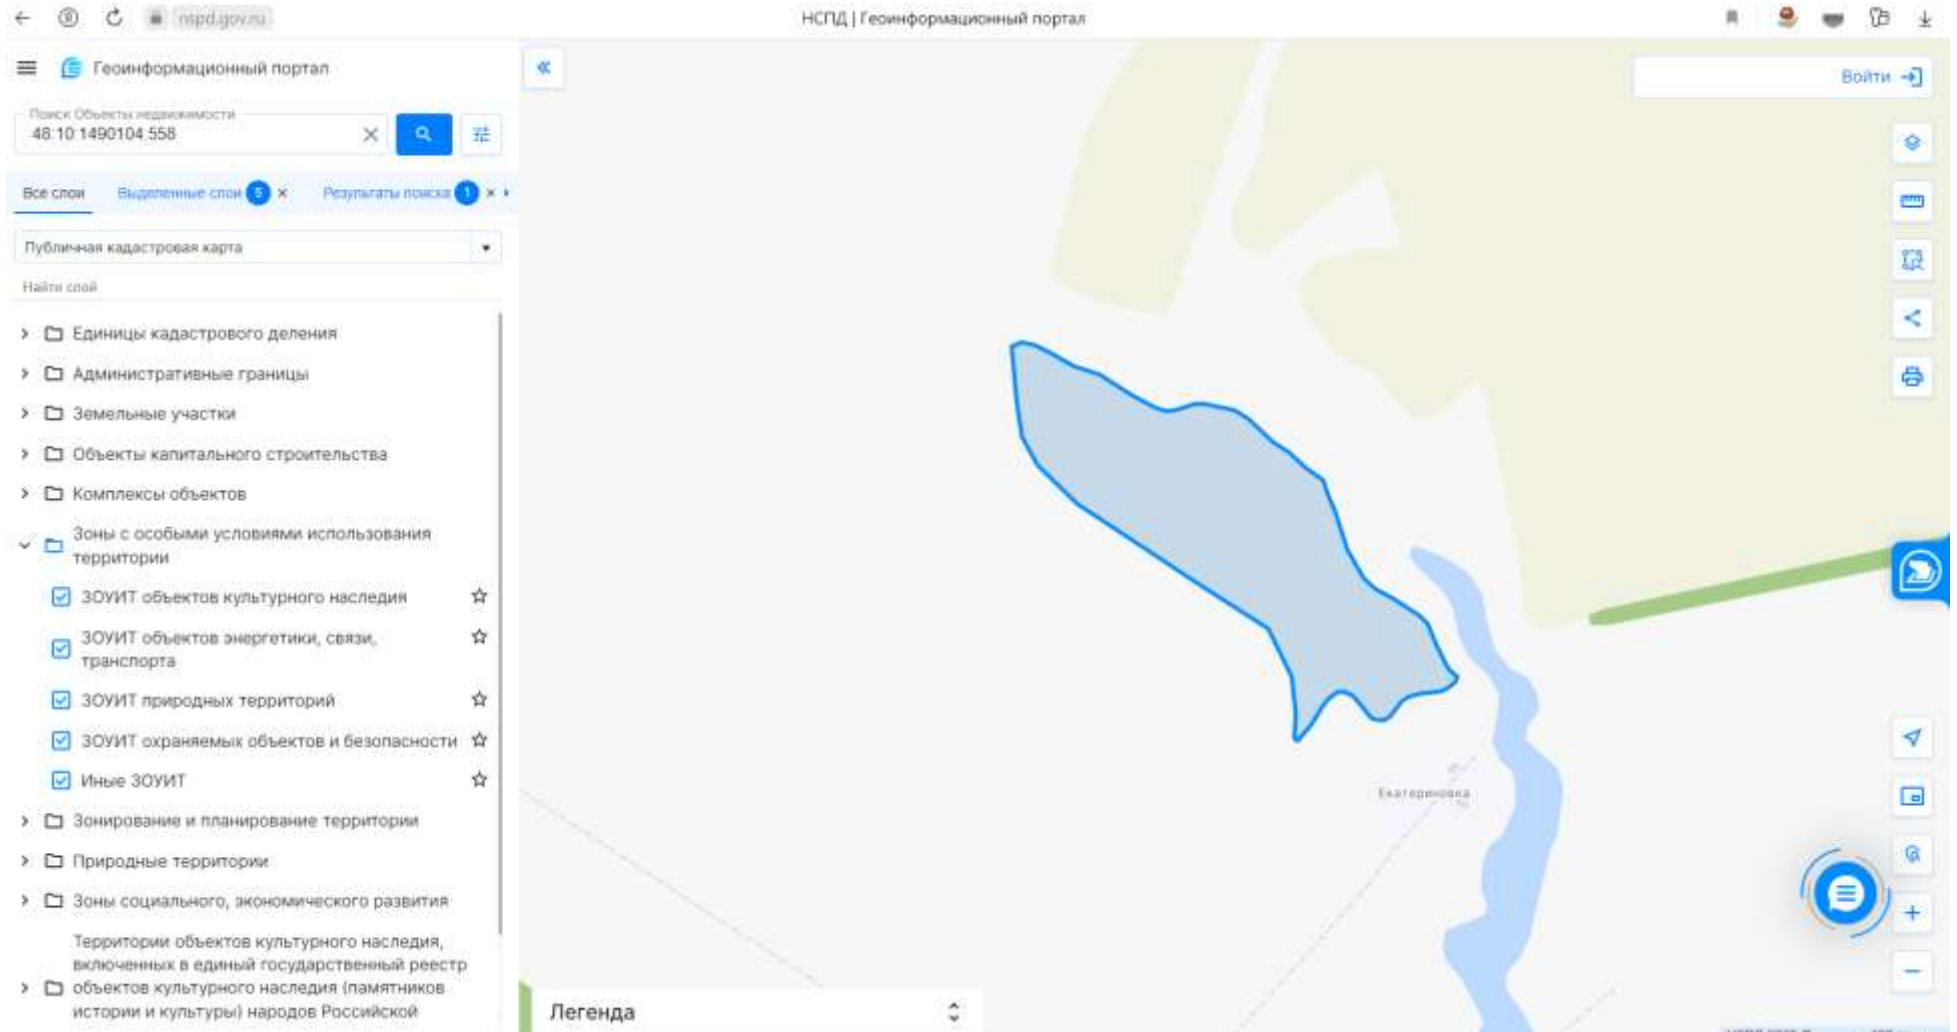 nspd.gov.ru
НСПД | Геоинформационный портал
Геоинформационный портал
Войти
Поиск Объекты недвижимости
48:10:1490104:558
Все слои
Выделенные слои 5
Результаты поиска 1
Публичная кадастровая карта
Найти слой
Единицы кадастрового деления
Административные границы
Земельные участки
Объекты капитального строительства
Комплексы объектов
Зоны с особыми условиями использования
территории
ЗОУИТ объектов культурного наследия
ЗОУИТ объектов энергетики, связи,
транспорта
ЗОУИТ природных территорий
ЗОУИТ охраняемых объектов и безопасности
Иные ЗОУИТ
Зонирование и планирование территории
Природные территории
Зоны социального, экономического развития
Территории объектов культурного наследия,
включенных в единый государственный реестр
объектов культурного наследия (памятников
истории и культуры) народов Российской
Екатериновка
Легенда